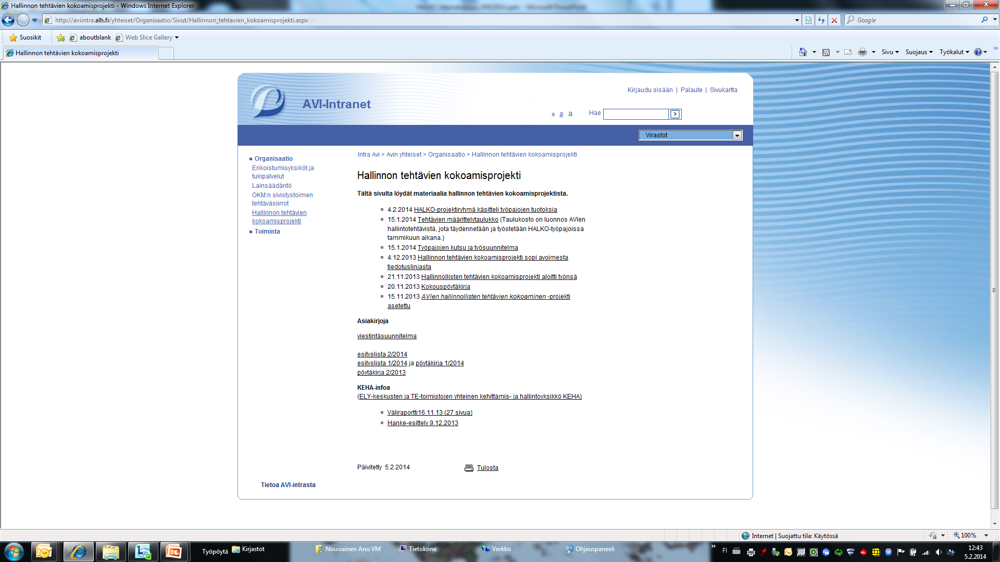 Hallinnon tehtävien kokoamisprojekti - Windows Internet Explorer
http://aviintra.alh.fi/yhteiset/Organisaatio/Sivut/Hallinnon_tehtavien_kokoamisprojekti.aspx
Google
Suosikit
aboutblank
Web Slice Gallery
Hallinnon tehtävien kokoamisprojekti
Sivu
Suojaus
Työkalut
Kirjaudu sisään | Palaute | Sivukartta
AVI-Intranet
a a a
Hae
Virastot
Organisaatio
Erikoistumisyksiköt ja
tukipalvelut
Lainsäädäntö
OKM:n sivistystoimen
tehtäväsiirrot
Hallinnon tehtävien
kokoamisprojekti
Toiminta
Intra Avi > Avin yhteiset > Organisaatio > Hallinnon tehtävien kokoamisprojekti
Hallinnon tehtävien kokoamisprojekti
Tältä sivulta löydät materiaalia hallinnon tehtävien kokoamisprojektista.
4.2.2014 HALKO-projektiryhmä käsitteli työpajojen tuotoksia
15.1.2014 Tehtävien määrittelytaulukko (Taulukosto on luonnos AVIen
hallintotehtävistä, jota täydennetään ja työstetään HALKO-työpajoissa
tammikuun aikana.)
15.1.2014 Työpajojen kutsu ja työsuunnitelma
4.12.2013 Hallinnon tehtävien kokoamisprojekti sopi avoimesta
tiedotuslinjasta
21.11.2013 Hallinnollisten tehtävien kokoamisprojekti aloitti työnsä
20.11.2013 Kokouspöytäkirja
15.11.2013 AVIen hallinnollisten tehtävien kokoaminen -projekti
asetettu
Asiakirjoja
viestintäsuunnitelma
esityslista 2/2014
esityslista 1/2014 ja pöytäkirja 1/2014
pöytäkirja 2/2013
KEHA-infoa
(ELY-keskusten ja TE-toimistojen yhteinen kehittämis- ja hallintoyksikkö KEHA)
Väliraportti16.11.13 (27 sivua)
Hanke-esittely 9.12.2013
Päivitetty 5.2.2014
Tulosta
Tietoa AVI-intrasta
Internet | Suojattu tila: Käytössä
100%
Työpöytä
Kirjastot
Nousiainen Anu VM
Tietokone
Verkko
Ohjauspaneeli
FI
12:43
5.2.2014